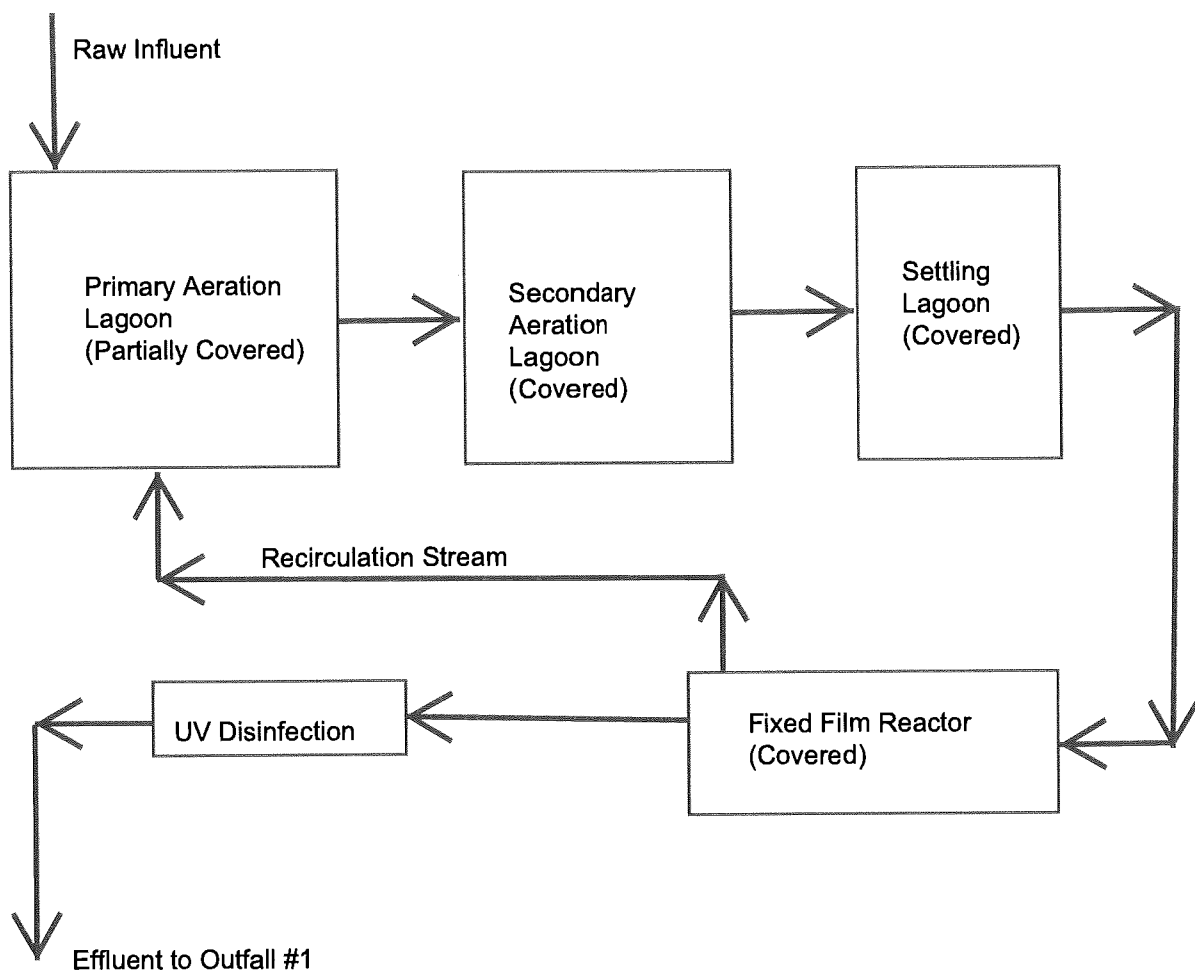 Raw Influent
Primary Aeration
Lagoon
(Partially Covered)
Secondary
Aeration
Lagoon
(Covered)
Settling
Lagoon
(Covered)
Recirculation Stream
UV Disinfection
Fixed Film Reactor
(Covered)
Effluent to Outfall #1